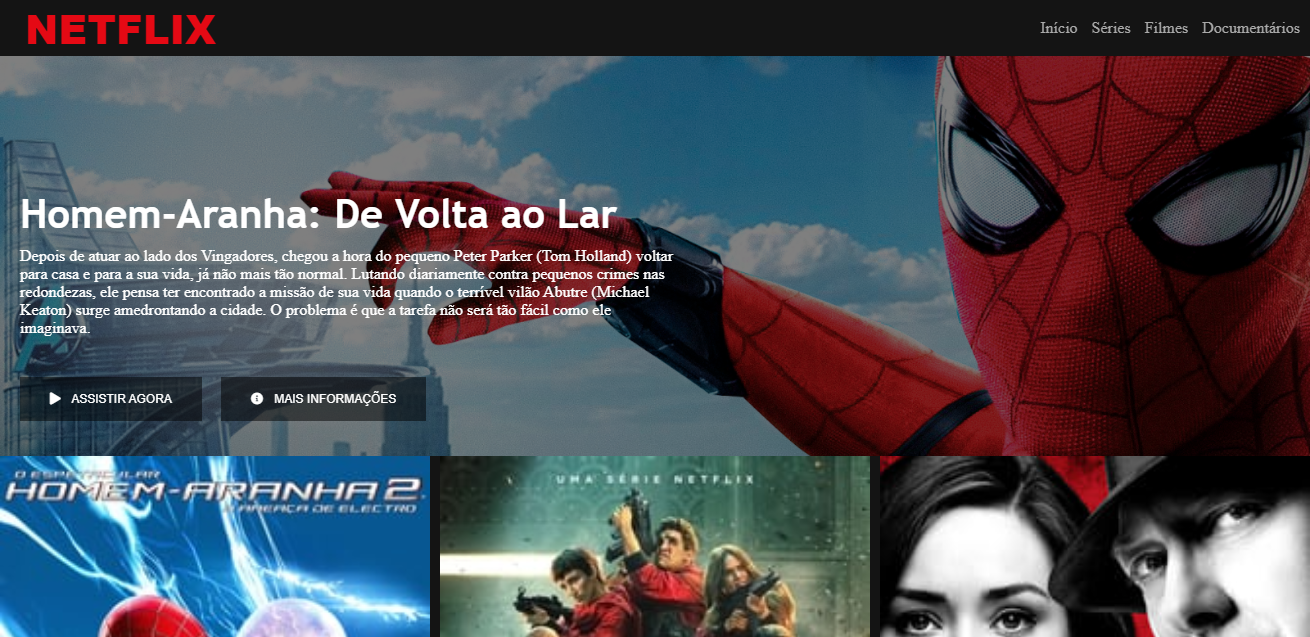 NETFLIX
Início Séries Filmes Documentários
Homem-Aranha: De Volta ao Lar
Depois de atuar ao lado dos Vingadores, chegou a hora do pequeno Peter Parker (Tom Holland) voltar
para casa e para a sua vida, já não mais tão normal. Lutando diariamente contra pequenos crimes nas
redondezas, ele pensa ter encontrado a missão de sua vida quando o terrível vilão Abutre (Michael
Keaton) surge amedrontando a cidade. O problema é que a tarefa não será tão fácil como ele
imaginava.
ASSISTIR AGORA
MAIS INFORMAÇÕES
O ESPETACULAR
HOMEM-ARANHA 2
A AMEAÇA DE ELECTRO
UMA SÉRIE NETFLIX